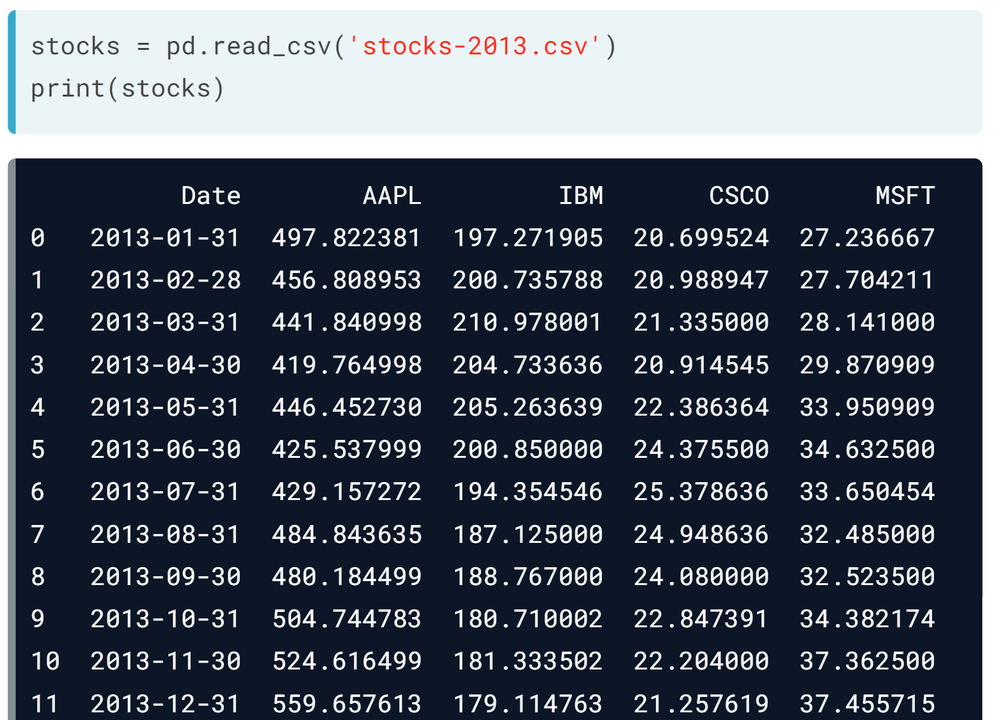 stocks = pd.read_csv('stocks-2013.csv')
print(stocks)
Date AAPL IBM CSCO MSFT
0 2013-01-31 497.822381 197.271905 20.699524 27.236667
1 2013-02-28 456.808953 200.735788 20.988947 27.704211
2 2013-03-31 441.840998 210.978001 21.335000 28.141000
3 2013-04-30 419.764998 204.733636 20.914545 29.870909
4 2013-05-31 446.452730 205.263639 22.386364 33.950909
5 2013-06-30 425.537999 200.850000 24.375500 34.632500
6 2013-07-31 429.157272 194.354546 25.378636 33.650454
7 2013-08-31 484.843635 187.125000 24.948636 32.485000
8 2013-09-30 480.184499 188.767000 24.080000 32.523500
9 2013-10-31 504.744783 180.710002 22.847391 34.382174
10 2013-11-30 524.616499 181.333502 22.204000 37.362500
11 2013-12-31 559.657613 179.114763 21.257619 37.455715